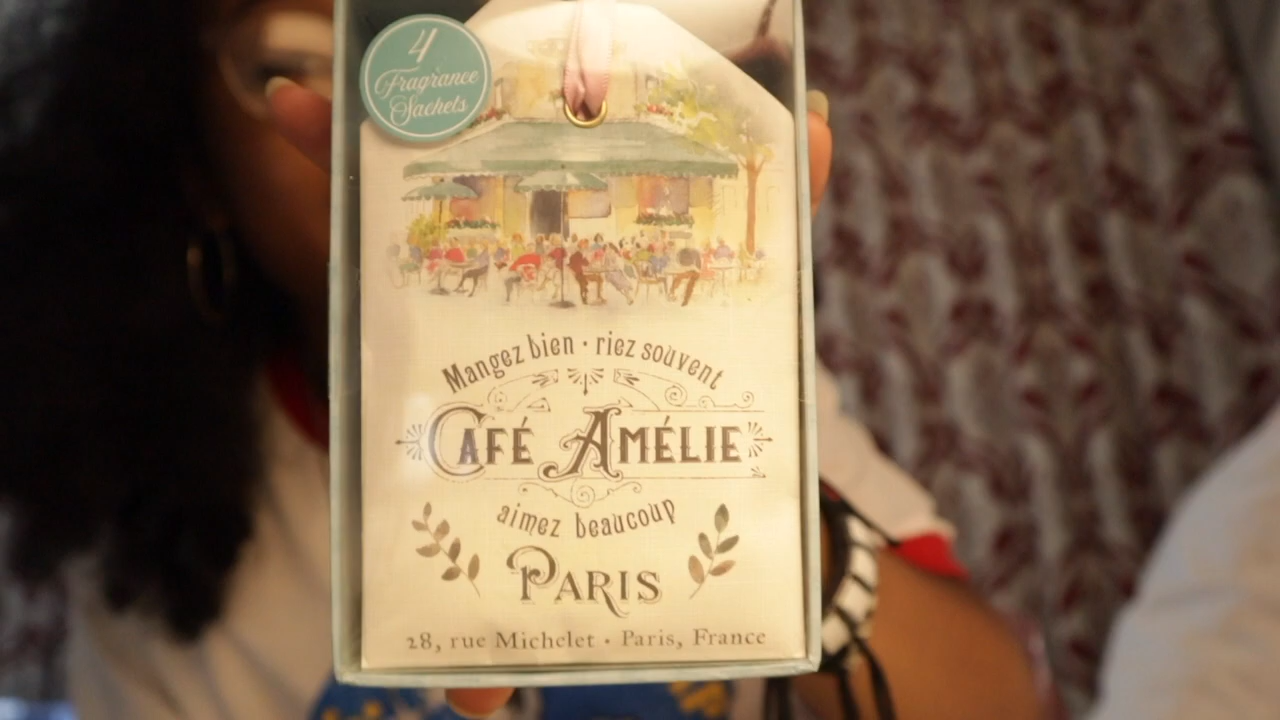 4
Fragrance
Sachets
Mangez bien · riez souvent
CAFÉ AMÉLIE
aimez beaucoup
PARIS
28, rue Michelet · Paris, France